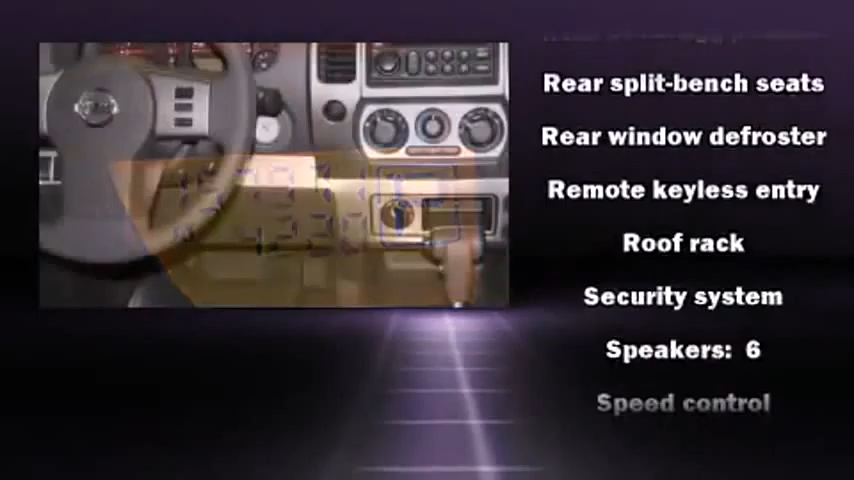 Rear split-bench seats
Rear window defroster
Remote keyless entry
Roof rack
Security system
Speakers: 6
Speed control